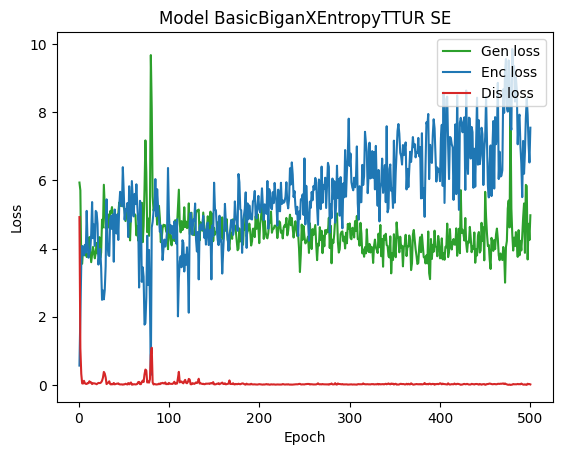 Model BasicBiganXEntropyTTUR SE
Gen loss
Enc loss
Dis loss
Loss
10
8
6
4
2
0
0 100 200 300 400 500
Epoch